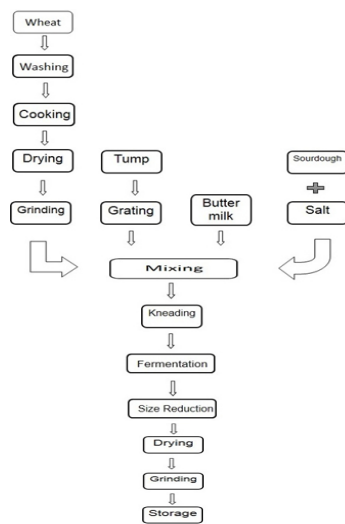 Wheat
Washing
Cooking
Drying
Grinding
Tump
Grating
Butter
milk
Sourdough
Salt
Mixing
Kneading
Fermentation
Size Reduction
Drying
Grinding
Storage